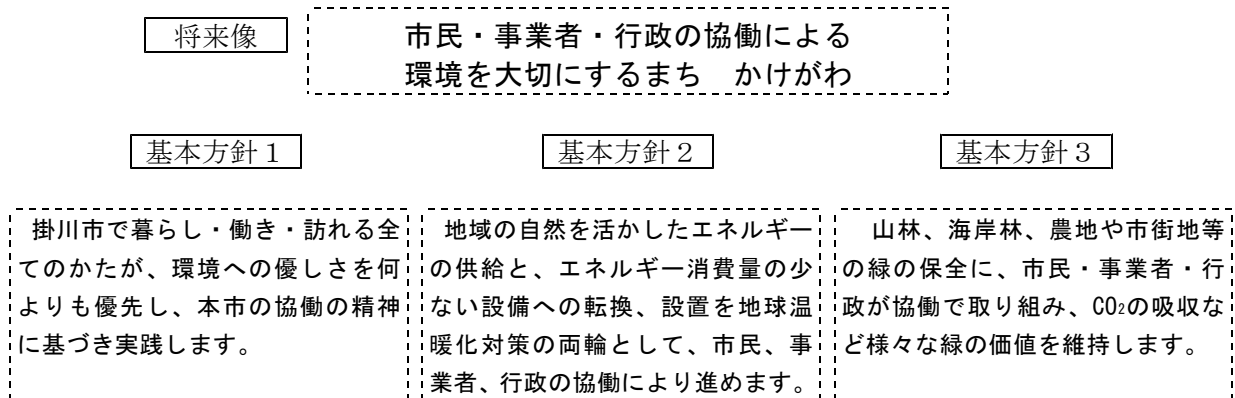 将来像
市民・事業者・行政の協働による
環境を大切にするまち　かけがわ
基本方針１
基本方針２
基本方針３
掛川市で暮らし・働き・訪れる全
てのかたが、環境への優しさを何
よりも優先し、本市の協働の精神
に基づき実践します。
地域の自然を活かしたエネルギー
の供給と、エネルギー消費量の少
ない設備への転換、設置を地球温
暖化対策の両輪として、市民、事
業者、行政の協働により進めます。
山林、海岸林、農地や市街地等
の緑の保全に、市民・事業者・行
政が協働で取り組み、CO₂の吸収な
ど様々な緑の価値を維持します。